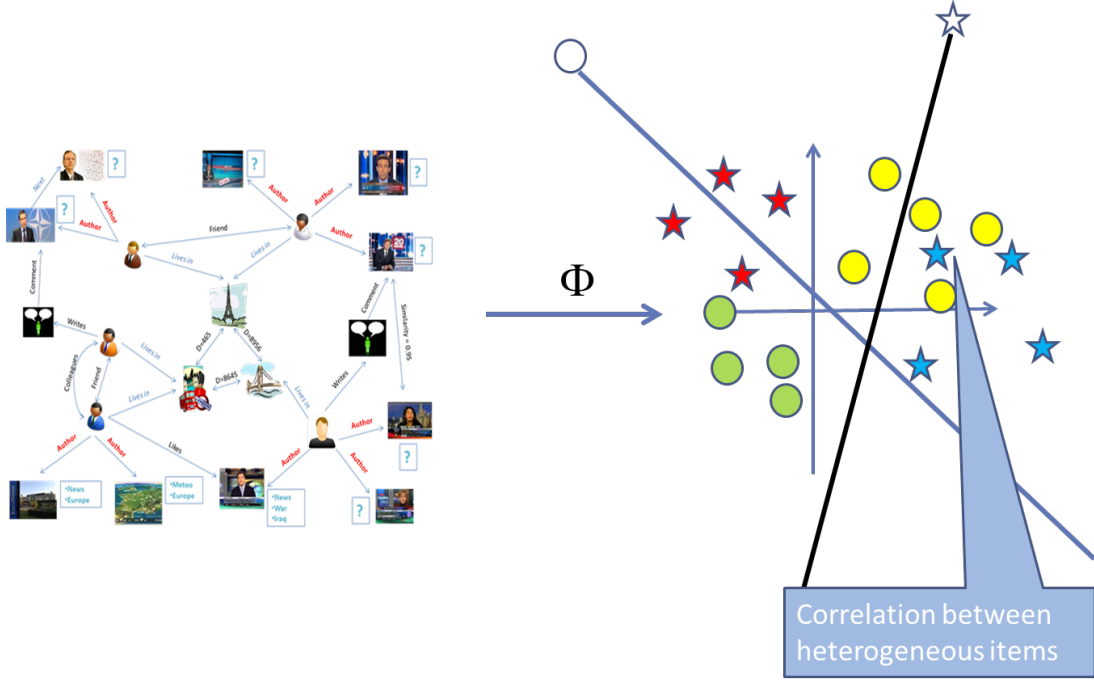 Next
?
?
Author
Author
?
Author
Author
?
Author
?
Friend
Lives in
Lives in
Comment
Writes
Colleagues
Friend
Lives in
Lives in
D=465
D=8956
D=8645
Lives in
Comment
Similarity = 0.95
Writes
20
Author
Author
Likes
Author
Author
Author
?
?
•News
•Europe
•Meteo
•Europe
•News
•War
•Iraq
Φ
Correlation between
heterogeneous items